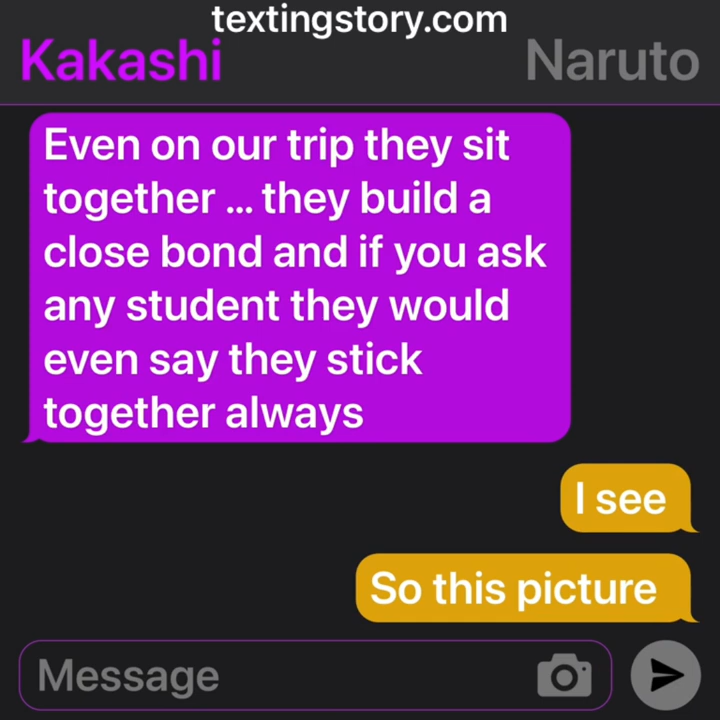 textingstory.com
Kakashi Naruto
Even on our trip they sit
together ... they build a
close bond and if you ask
any student they would
even say they stick
together always
I see
So this picture
Message